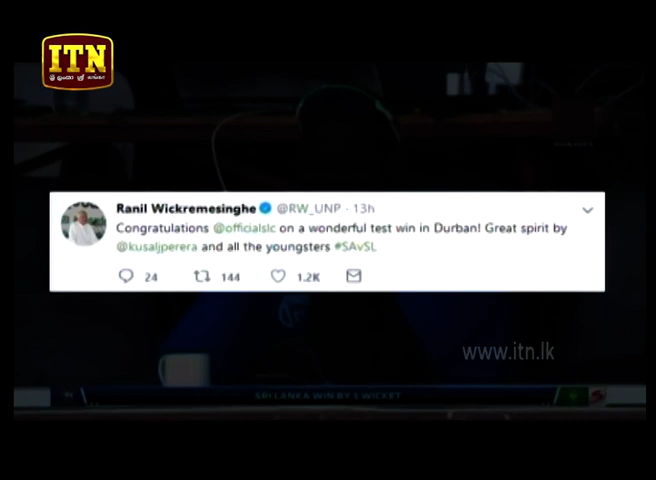 ITN
Ranil Wickremesinghe @RW_UNP · 13h
Congratulations @officialslc on a wonderful test win in Durban! Great spirit by
@kusaljperera and all the youngsters #SAvSL
24 144 1.2K
www.itn.lk
SRI LANKA WIN BY 1 WICKET